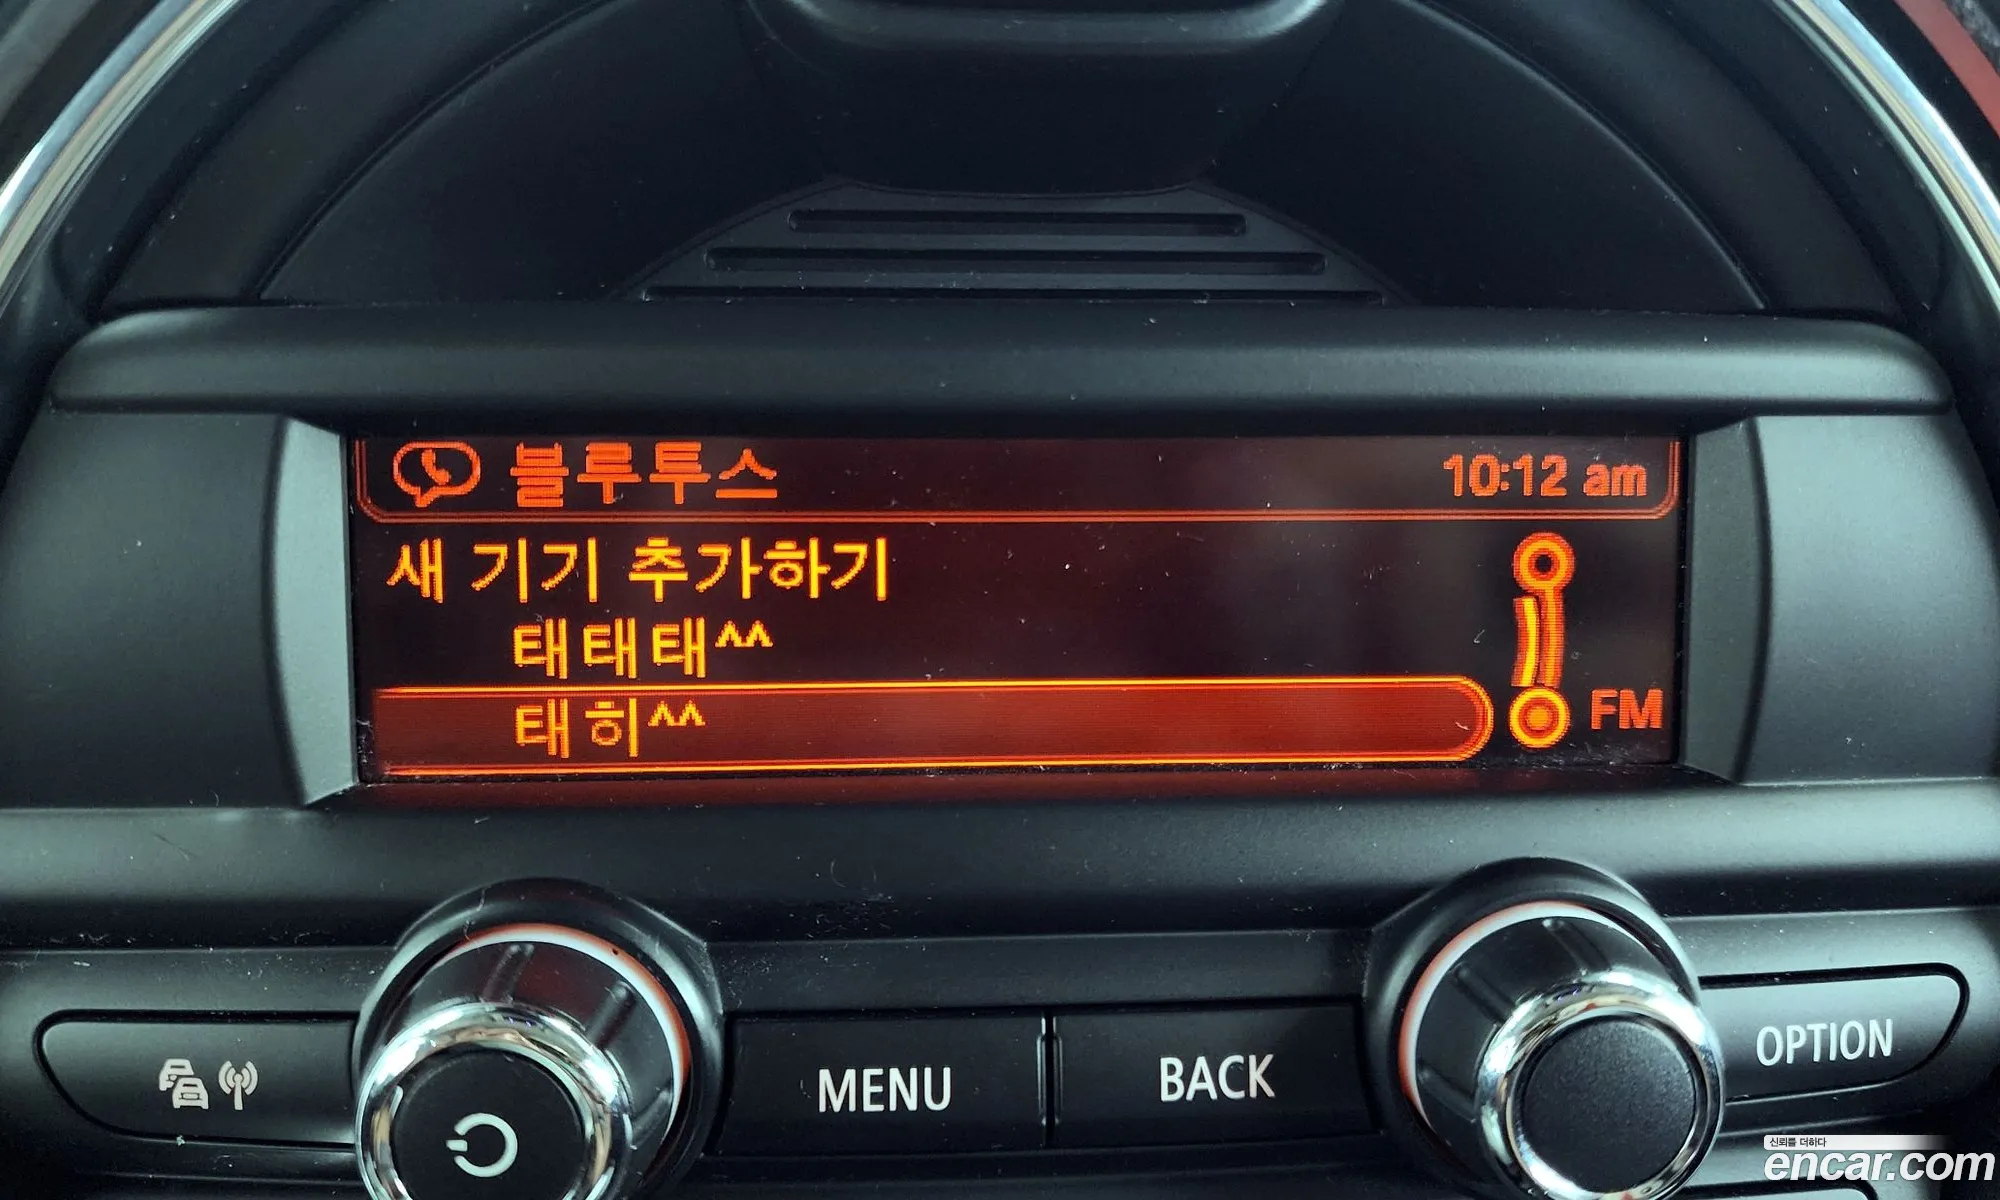 블루투스 10:12 am
새 기기 추가하기
태태태^^
태히^^
FM
MENU
BACK
OPTION
신뢰를 더하다
encar.com